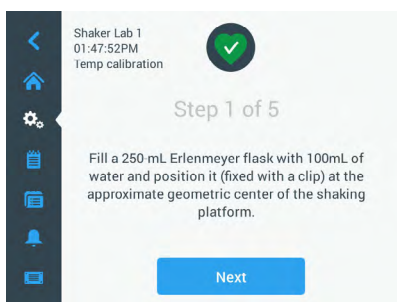 Shaker Lab 1
01:47:52PM
Temp calibration
Step 1 of 5
Fill a 250-mL Erlenmeyer flask with 100mL of
water and position it (fixed with a clip) at the
approximate geometric center of the shaking
platform.
Next